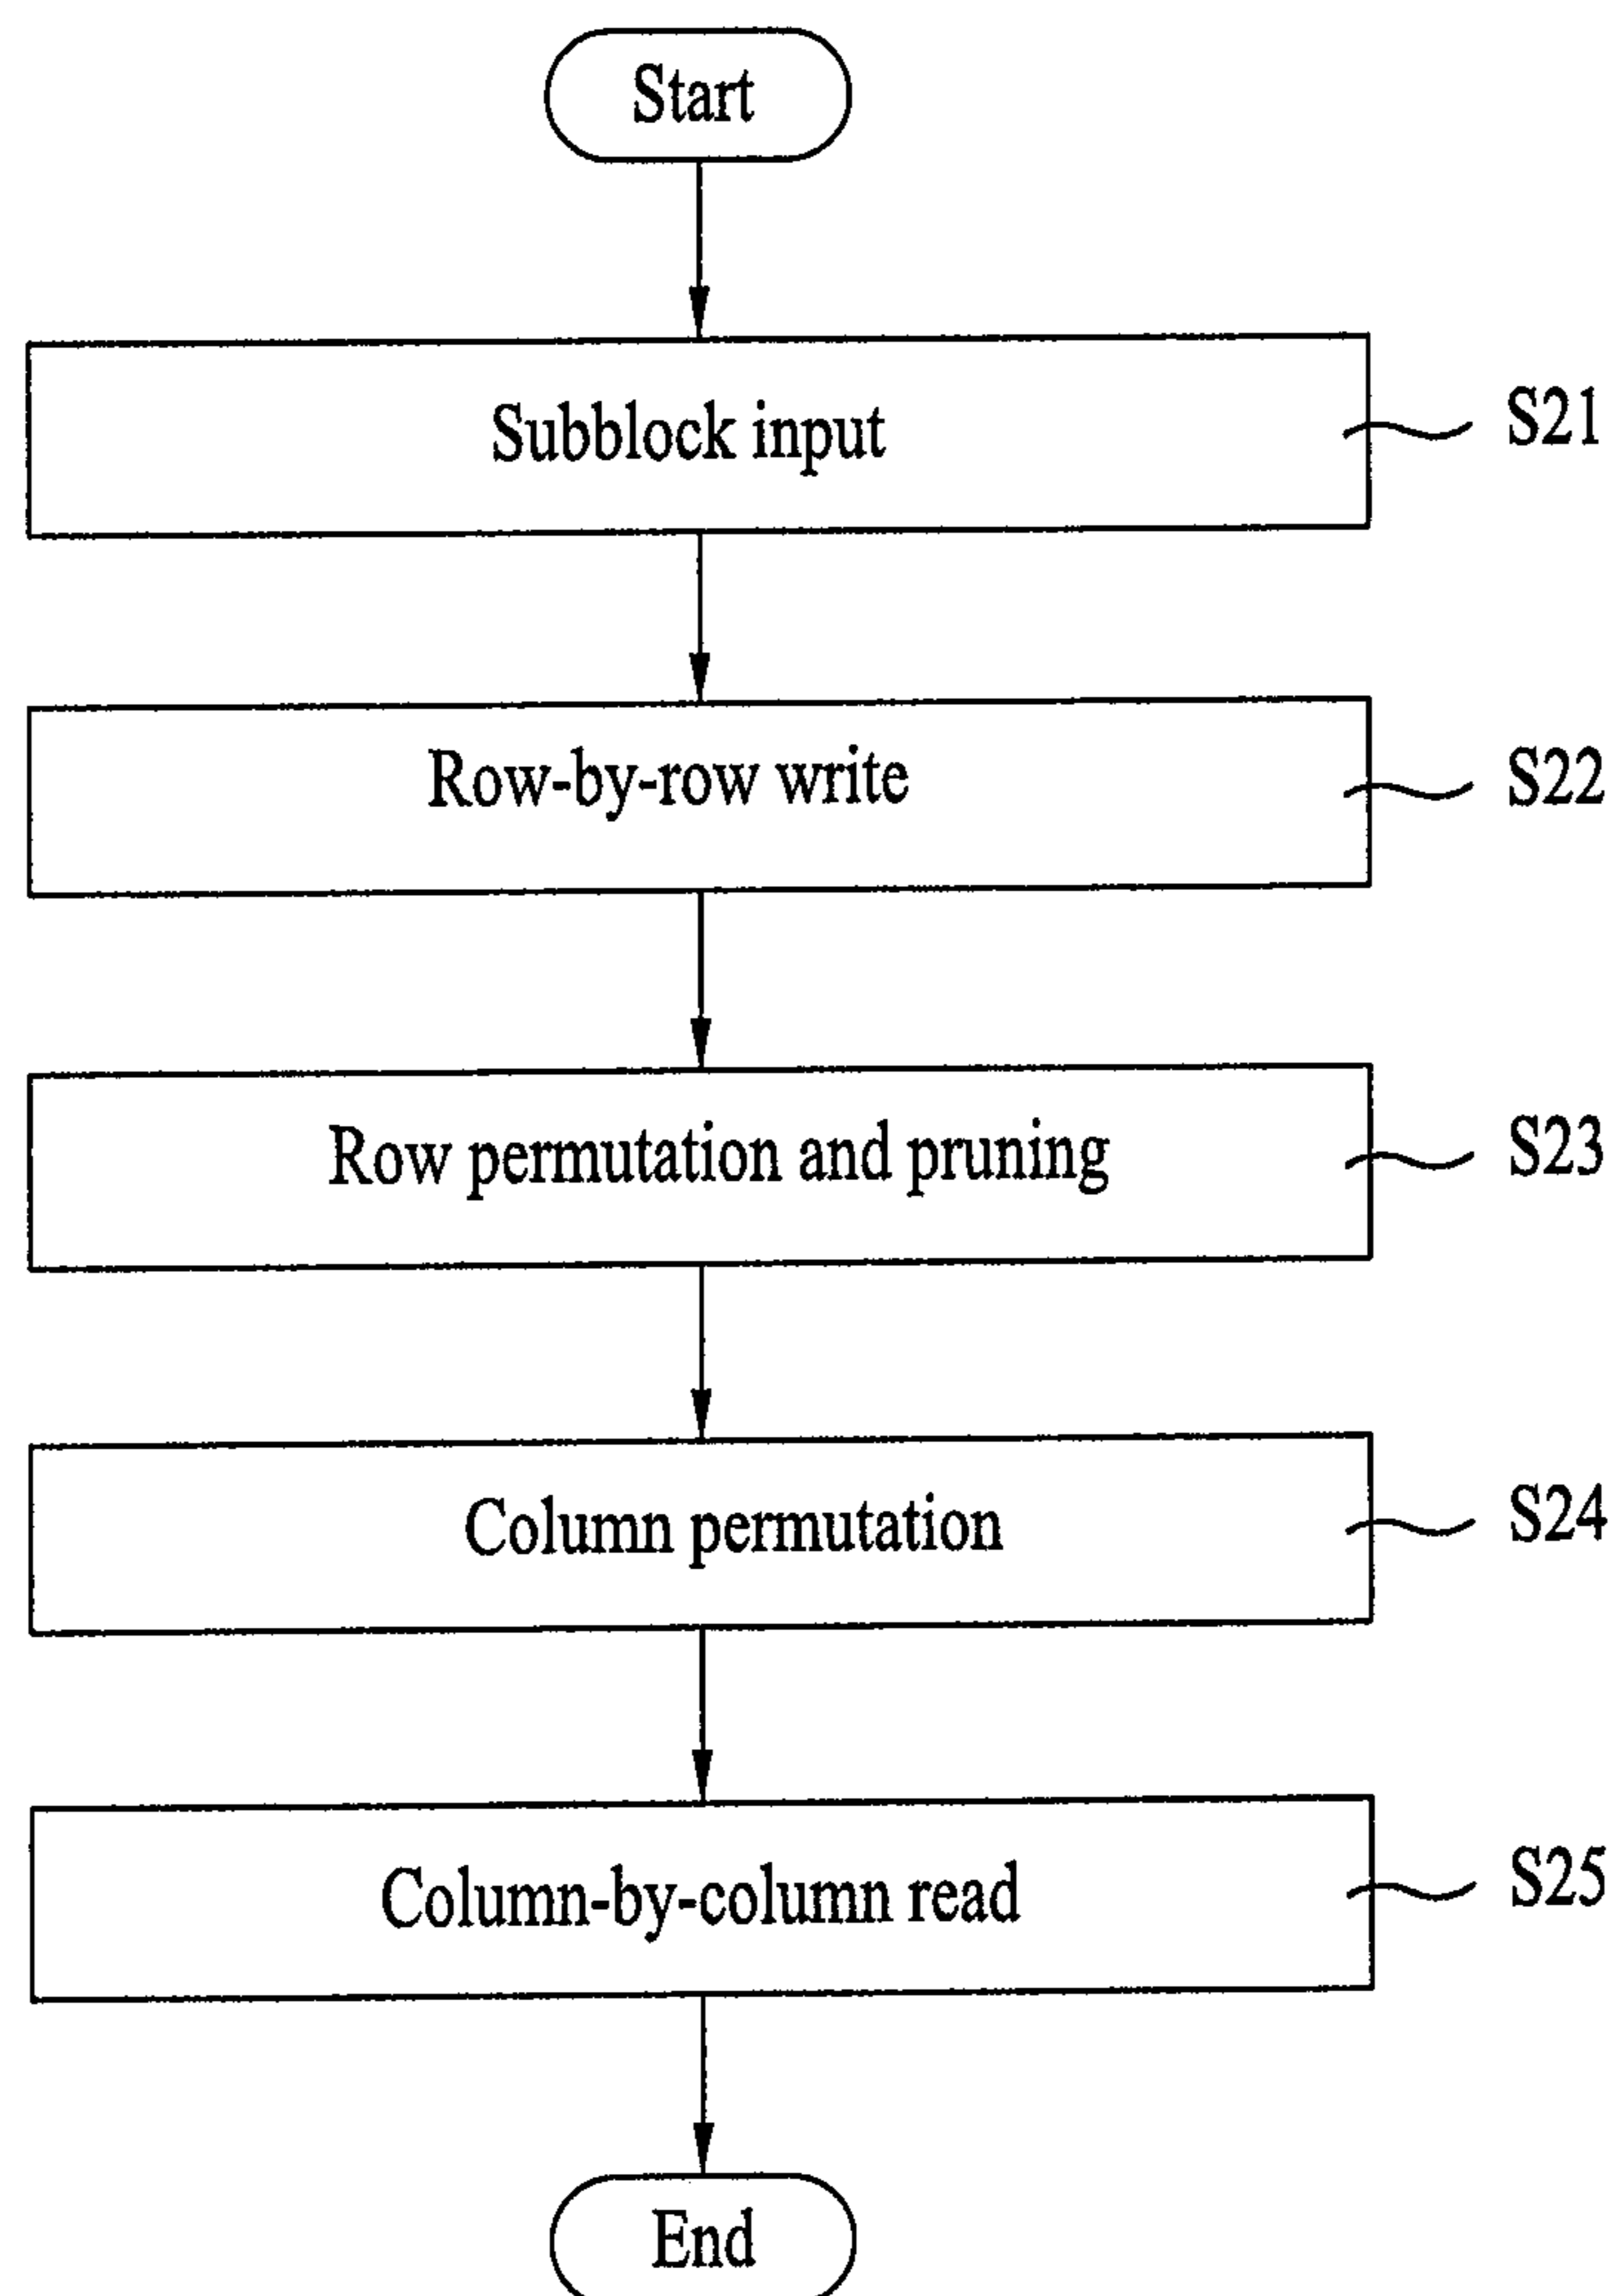 Start
Subblock input
S21
Row-by-row write
S22
Row permutation and pruning
S23
Column permutation
S24
Column-by-column read
S25
End